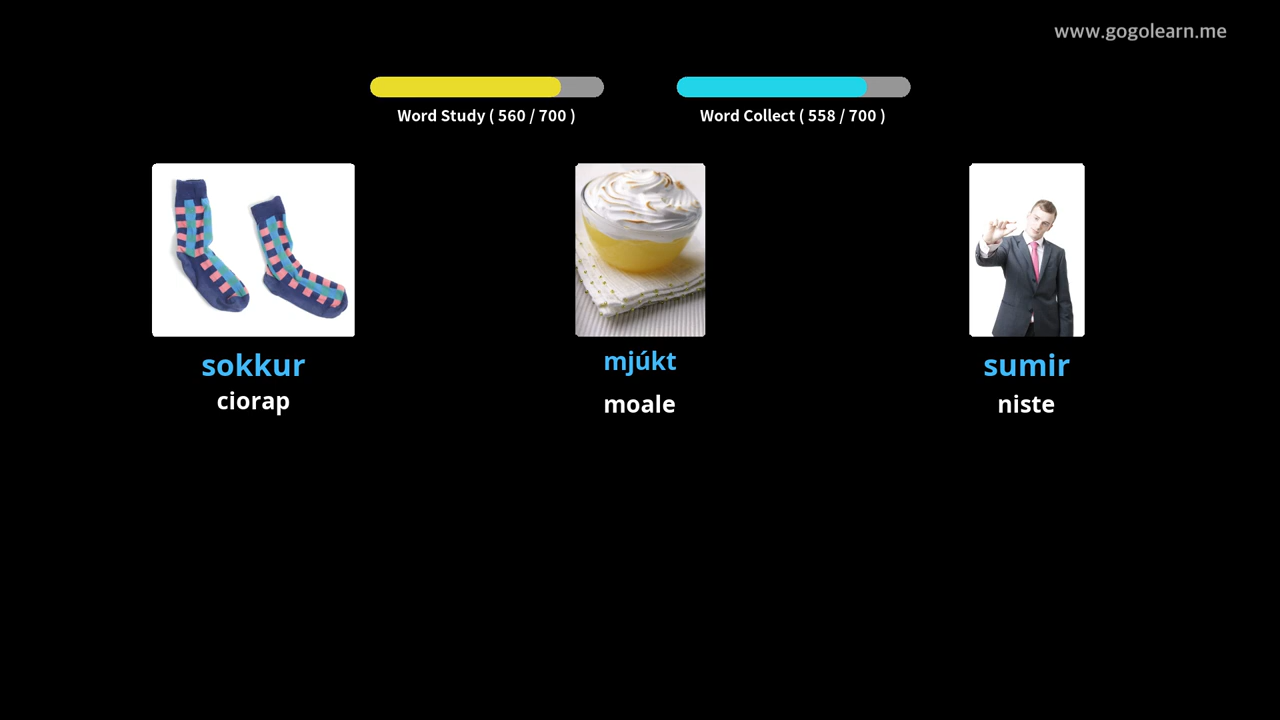 www.gogolearn.me
Word Study ( 560 / 700 )
Word Collect ( 558 / 700 )
sokkur
ciorap
mjúkt
moale
sumir
niste